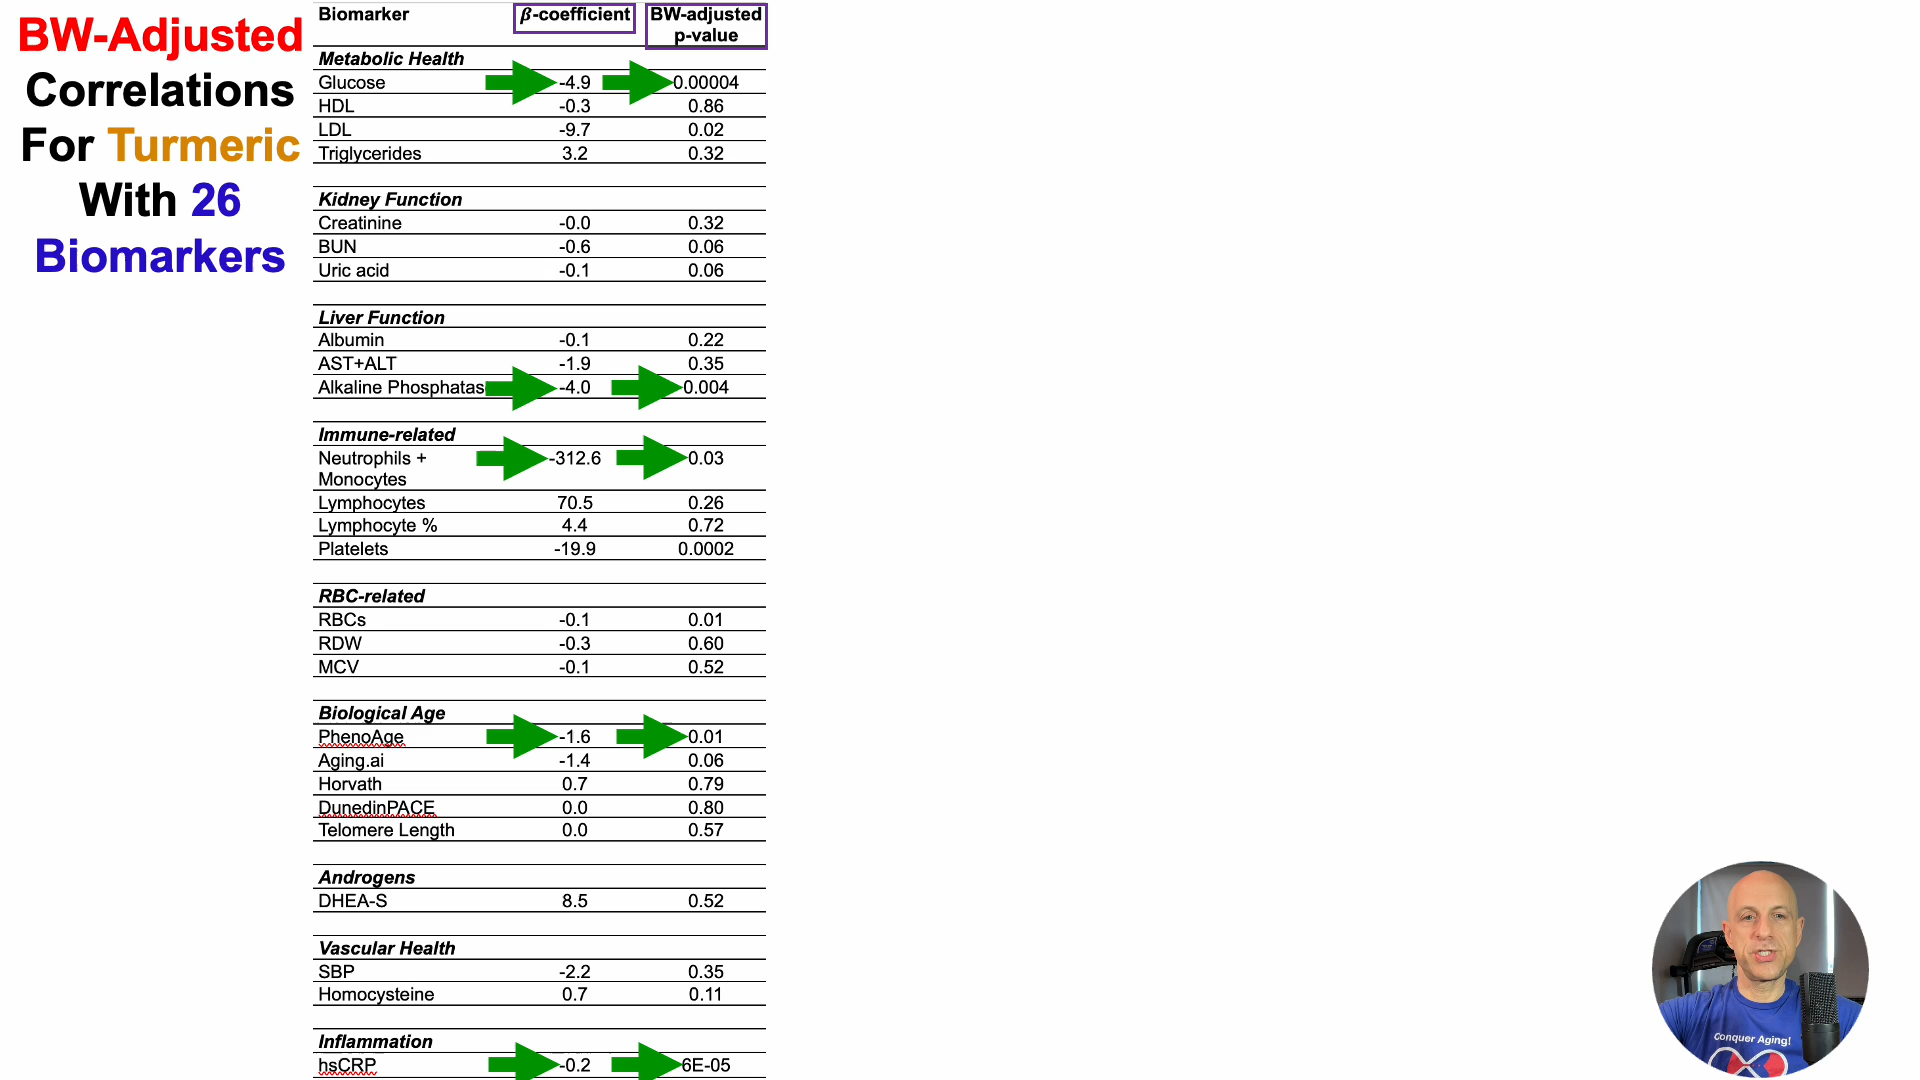 BW-Adjusted
Correlations
For Turmeric
With 26
Biomarkers
Biomarker β-coefficient BW-adjusted p-value
Metabolic Health
Glucose -4.9 0.00004
HDL -0.3 0.86
LDL -9.7 0.02
Triglycerides 3.2 0.32
Kidney Function
Creatinine -0.0 0.32
BUN -0.6 0.06
Uric acid -0.1 0.06
Liver Function
Albumin -0.1 0.22
AST+ALT -1.9 0.35
Alkaline Phosphatas -4.0 0.004
Immune-related
Neutrophils + -312.6 0.03
Monocytes
Lymphocytes 70.5 0.26
Lymphocyte % 4.4 0.72
Platelets -19.9 0.0002
RBC-related
RBCs -0.1 0.01
RDW -0.3 0.60
MCV -0.1 0.52
Biological Age
PhenoAge -1.6 0.01
Aging.ai -1.4 0.06
Horvath 0.7 0.79
DunedinPACE 0.0 0.80
Telomere Length 0.0 0.57
Androgens
DHEA-S 8.5 0.52
Vascular Health
SBP -2.2 0.35
Homocysteine 0.7 0.11
Inflammation
hsCRP -0.2 6E-05
Conquer Aging!